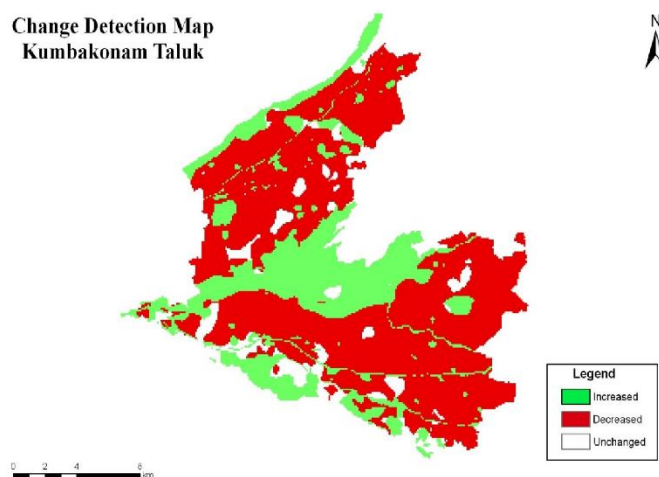 Change Detection Map
Kumbakonam Taluk
N
Legend
Increased
Decreased
Unchanged
0 2 4 6
km